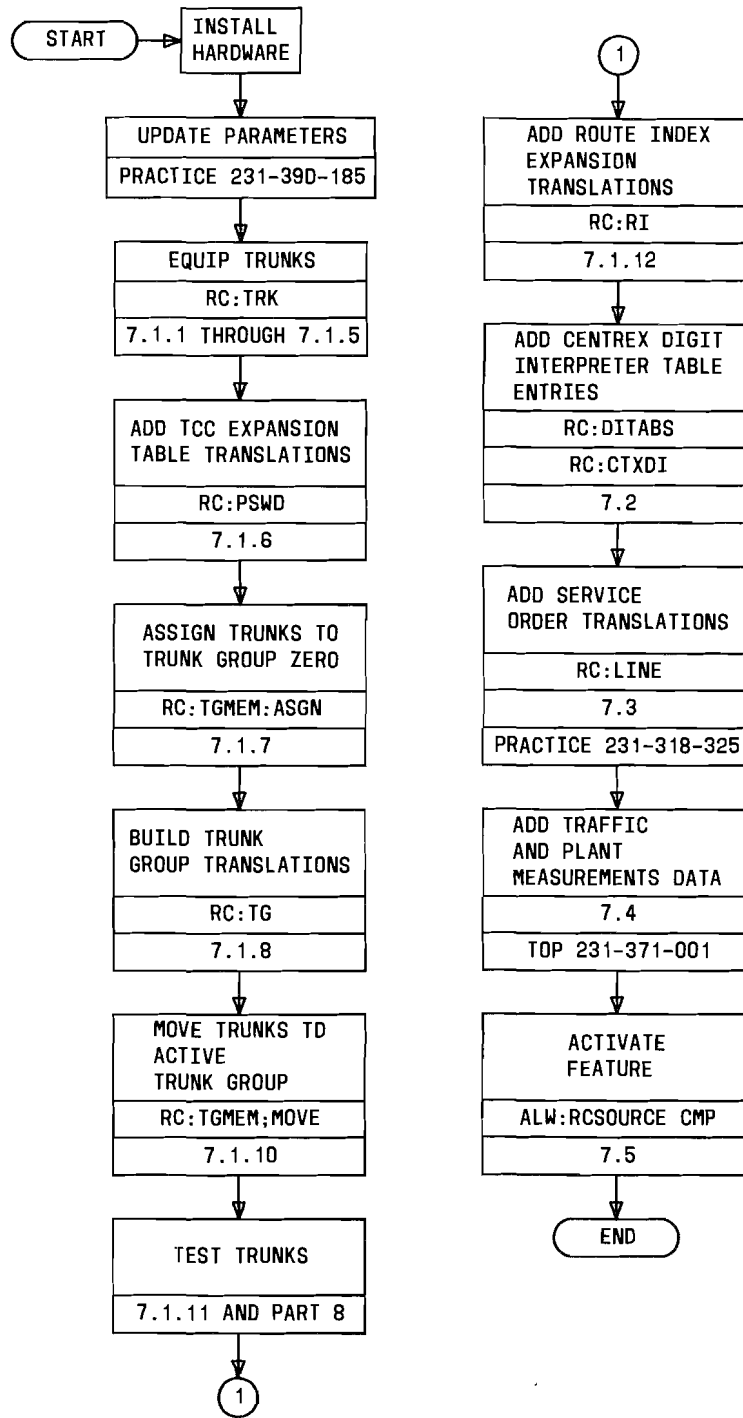 START
INSTALL
HARDWARE
UPDATE PARAMETERS
PRACTICE 231-39D-185
EQUIP TRUNKS
RC:TRK
7.1.1 THROUGH 7.1.5
ADD TCC EXPANSION
TABLE TRANSLATIONS
RC:PSWD
7.1.6
ASSIGN TRUNKS TO
TRUNK GROUP ZERO
RC:TGMEM:ASGN
7.1.7
BUILD TRUNK
GROUP TRANSLATIONS
RC:TG
7.1.8
MOVE TRUNKS TO
ACTIVE
TRUNK GROUP
RC:TGMEM;MOVE
7.1.10
TEST TRUNKS
7.1.11 AND PART 8
1
1
ADD ROUTE INDEX
EXPANSION
TRANSLATIONS
RC:RI
7.1.12
ADD CENTREX DIGIT
INTERPRETER TABLE
ENTRIES
RC:DITABS
RC:CTXDI
7.2
ADD SERVICE
ORDER TRANSLATIONS
RC:LINE
7.3
PRACTICE 231-318-325
ADD TRAFFIC
AND PLANT
MEASUREMENTS DATA
7.4
TOP 231-371-001
ACTIVATE
FEATURE
ALW:RCSOURCE CMP
7.5
END